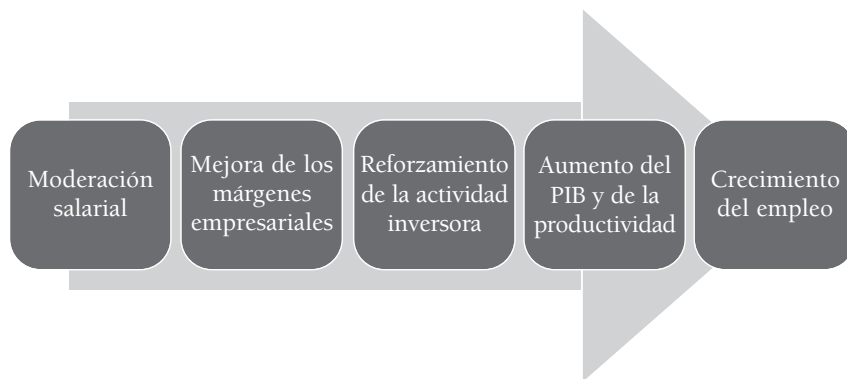 Moderación
salarial
Mejora de los
márgenes
empresariales
Reforzamiento
de la actividad
inversora
Aumento del
PIB y de la
productividad
Crecimiento
del empleo